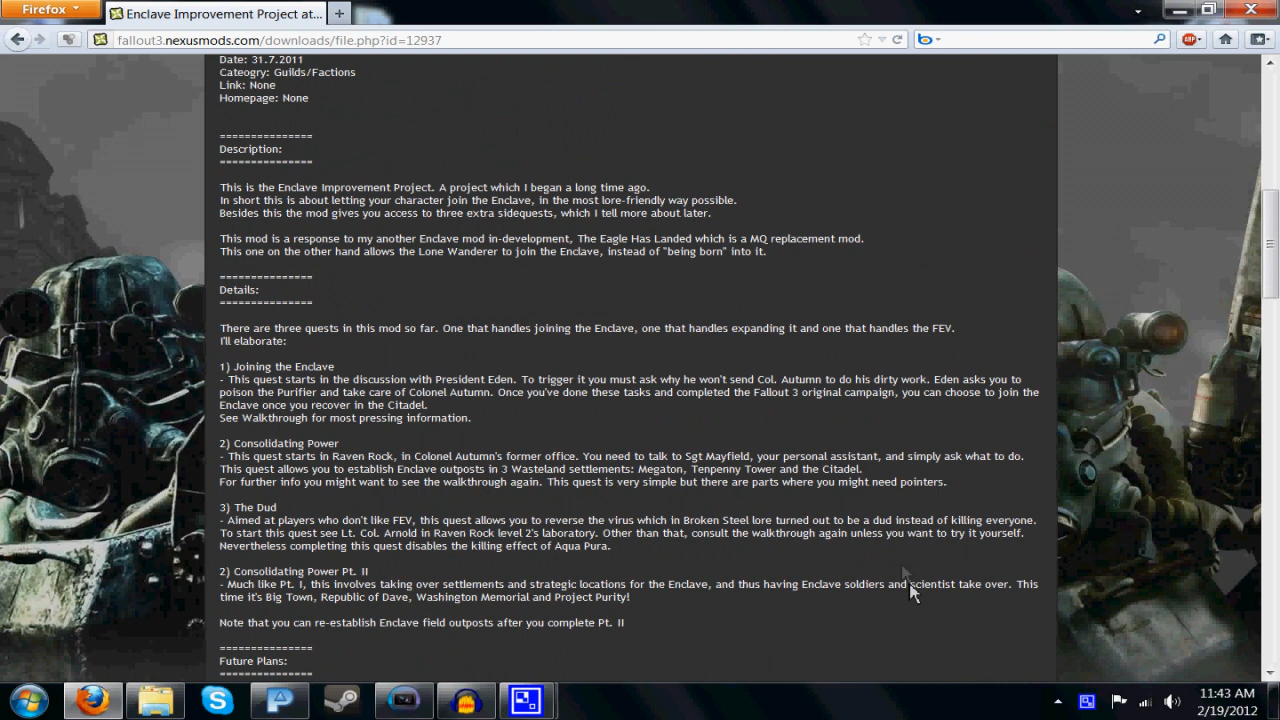 Firefox
Enclave Improvement Project at...
fallout3.nexusmods.com/downloads/file.php?id=12937
ABP
Date: 31.7.2011
Cateogry: Guilds/Factions
Link: None
Homepage: None
===============
Description:
===============
This is the Enclave Improvement Project. A project which I began a long time ago.
In short this is about letting your character join the Enclave, in the most lore-friendly way possible.
Besides this the mod gives you access to three extra sidequests, which I tell more about later.
This mod is a response to my another Enclave mod in-development, The Eagle Has Landed which is a MQ replacement mod.
This one on the other hand allows the Lone Wanderer to join the Enclave, instead of "being born" into it.
===============
Details:
===============
There are three quests in this mod so far. One that handles joining the Enclave, one that handles expanding it and one that handles the FEV.
I'll elaborate:
1) Joining the Enclave
- This quest starts in the discussion with President Eden. To trigger it you must ask why he won't send Col. Autumn to do his dirty work. Eden asks you to
poison the Purifier and take care of Colonel Autumn. Once you've done these tasks and completed the Fallout 3 original campaign, you can choose to join the
Enclave once you recover in the Citadel.
See Walkthrough for most pressing information.
2) Consolidating Power
- This quest starts in Raven Rock, in Colonel Autumn's former office. You need to talk to Sgt Mayfield, your personal assistant, and simply ask what to do.
This quest allows you to establish Enclave outposts in 3 Wasteland settlements: Megaton, Tenpenny Tower and the Citadel.
For further info you might want to see the walkthrough again. This quest is very simple but there are parts where you might need pointers.
3) The Dud
- Aimed at players who don't like FEV, this quest allows you to reverse the virus which in Broken Steel lore turned out to be a dud instead of killing everyone.
To start this quest see Lt. Col. Arnold in Raven Rock level 2's laboratory. Other than that, consult the walkthrough again unless you want to try it yourself.
Nevertheless completing this quest disables the killing effect of Aqua Pura.
2) Consolidating Power Pt. II
- Much like Pt. I, this involves taking over settlements and strategic locations for the Enclave, and thus having Enclave soldiers and scientist take over. This
time it's Big Town, Republic of Dave, Washington Memorial and Project Purity!
Note that you can re-establish Enclave field outposts after you complete Pt. II
===============
Future Plans:
===============
11:43 AM
2/19/2012